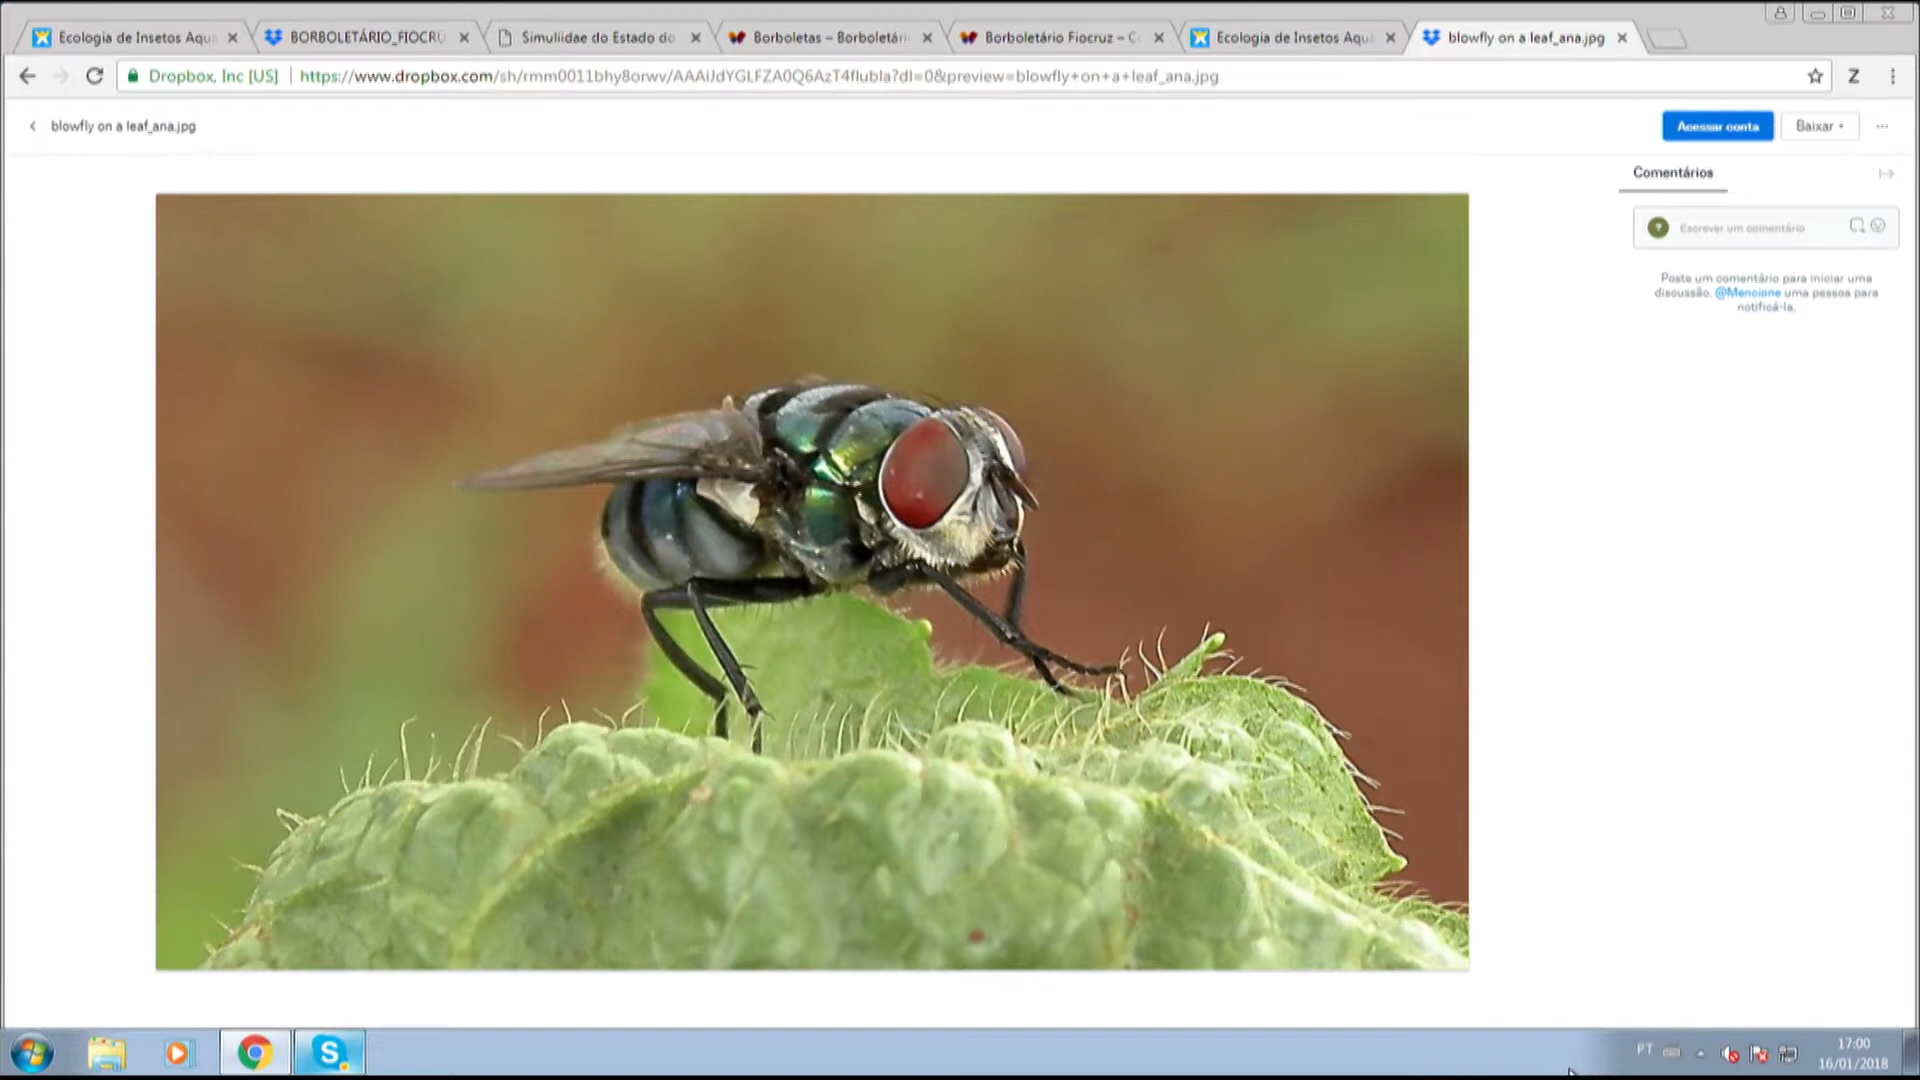 Ecologia de Insetos Aqua
BORBOLETÁRIO_FIOCRU
Simuliidae do Estado do
Borboletas – Borboletári
Borboletário Fiocruz – C
Ecologia de Insetos Aqua
blowfly on a leaf_ana.jpg
Dropbox, Inc [US]
https://www.dropbox.com/sh/rmm0011bhy8orwv/AAAiJdYGLFZA0Q6AzT4flubla?dl=0&preview=blowfly+on+a+leaf_ana.jpg
Z
blowfly on a leaf_ana.jpg
Acessar conta
Baixar
Comentários
Escrever um comentário
Poste um comentário para iniciar uma
discussão. @Mencione uma pessoa para
notificá-la.
PT
17:00
16/01/2018